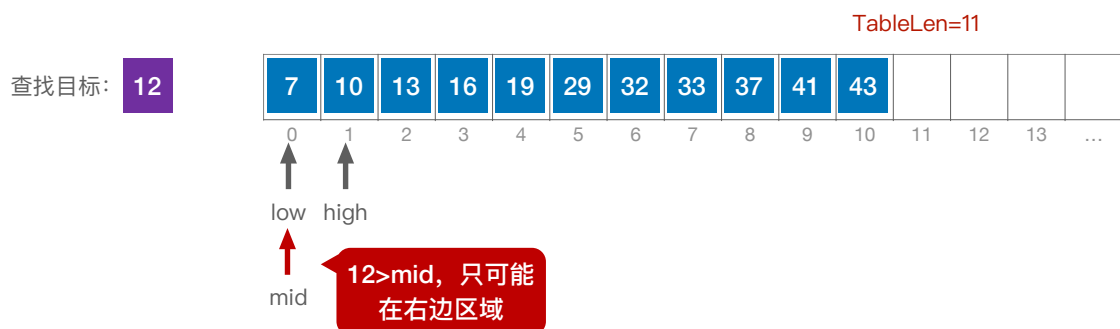 TableLen=11
查找目标： 12 7 10 13 16 19 29 32 33 37 41 43
0 1 2 3 4 5 6 7 8 9 10 11 12 13 ...
low high
mid
12>mid，只可能
在右边区域